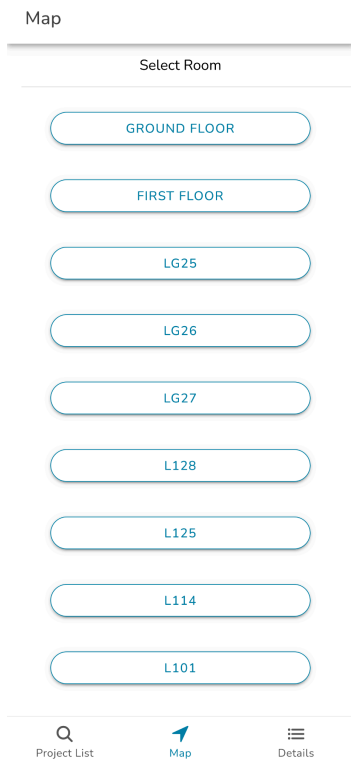 Map
Select Room
GROUND FLOOR
FIRST FLOOR
LG25
LG26
LG27
L128
L125
L114
L101
Project List
Map
Details